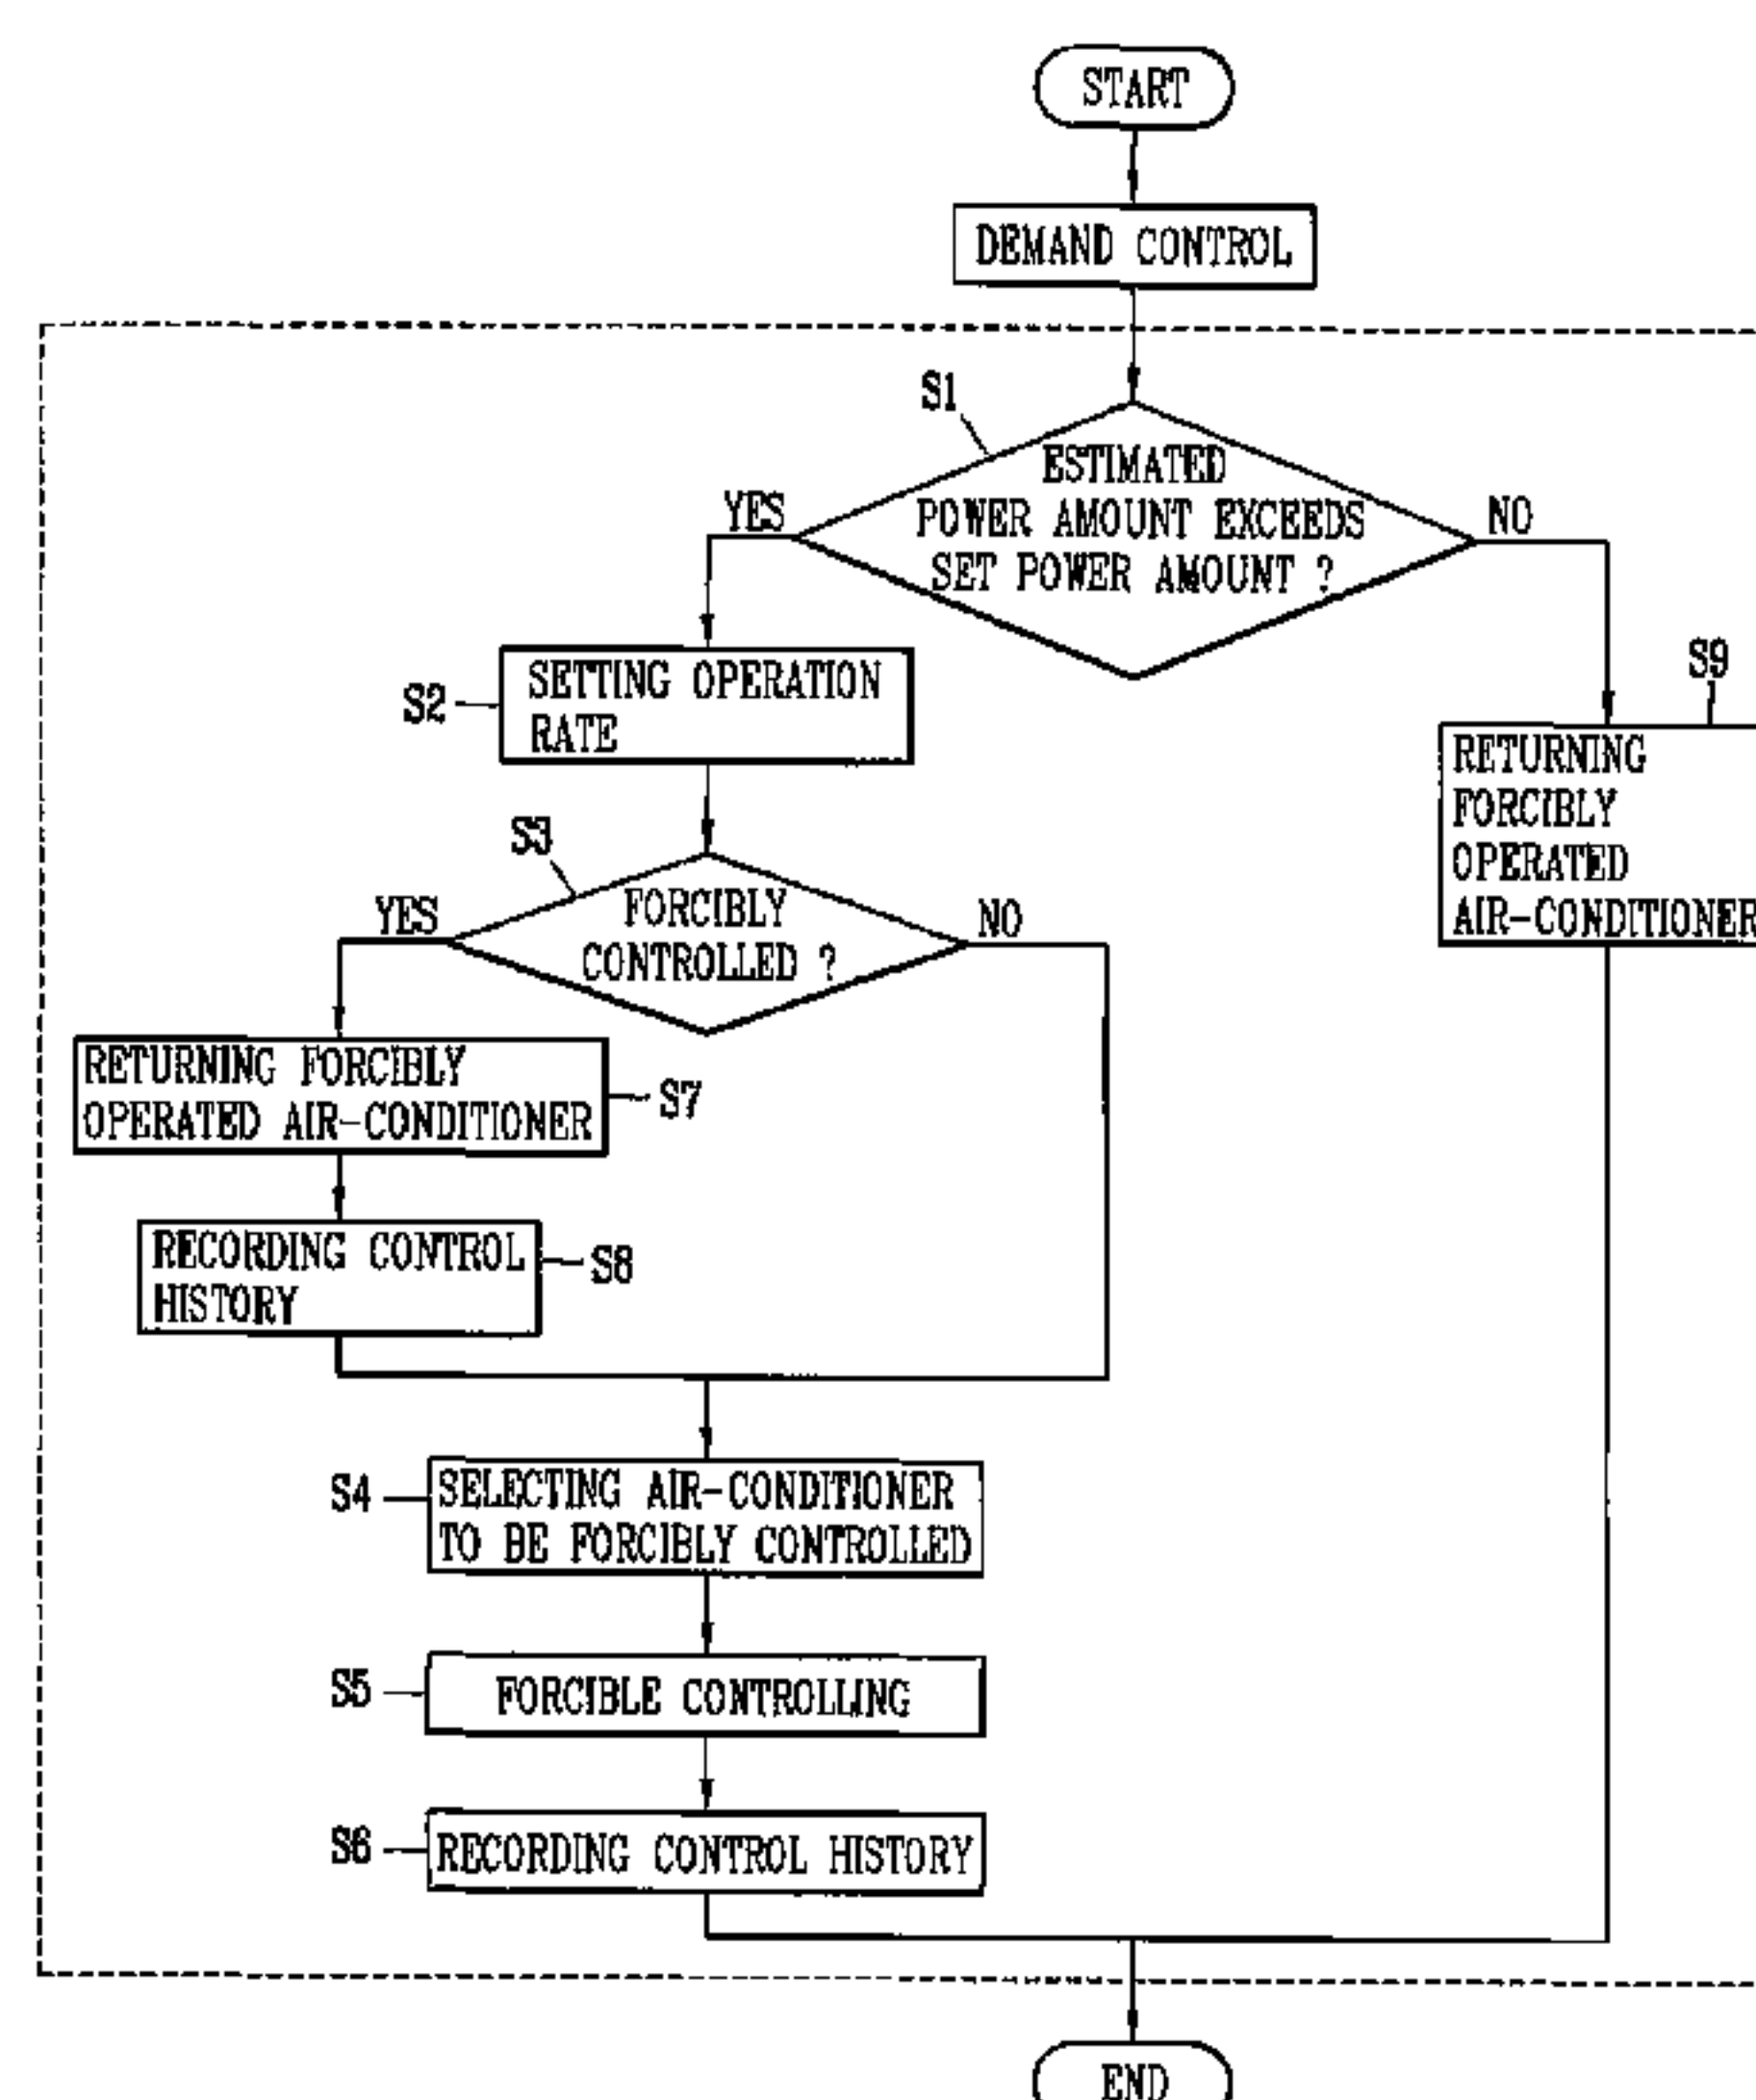 START
DEMAND CONTROL
S1
ESTIMATED
POWER AMOUNT EXCEEDS
SET POWER AMOUNT ?
YES
NO
S2
SETTING OPERATION
RATE
S9
RETURNING
FORCIBLY
OPERATED
AIR-CONDITIONER
S3
FORCIBLY
CONTROLLED ?
YES
NO
RETURNING FORCIBLY
OPERATED AIR-CONDITIONER
S7
RECORDING CONTROL
HISTORY
S8
S4
SELECTING AIR-CONDITIONER
TO BE FORCIBLY CONTROLLED
S5
FORCIBLE CONTROLLING
S6
RECORDING CONTROL HISTORY
END